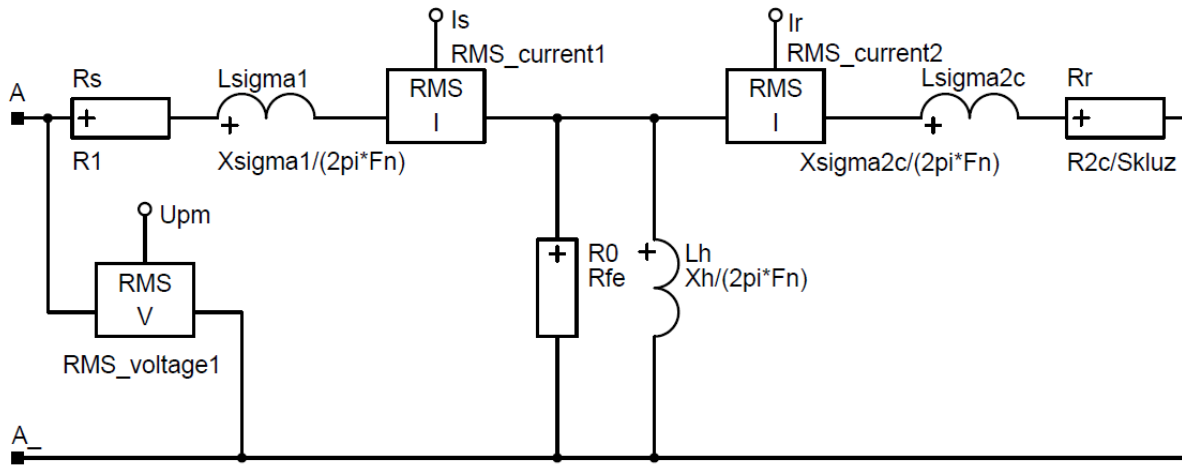 Is
Ir
RMS_current1
RMS_current2
A
Rs
Lsigma1
RMS
I
RMS
I
Lsigma2c
Rr
+
+
+
+
R1
Xsigma1/(2pi*Fn)
Xsigma2c/(2pi*Fn)
R2c/Skluz
Upm
RMS
V
RMS_voltage1
+
R0
Rfe
+
Lh
Xh/(2pi*Fn)
A_